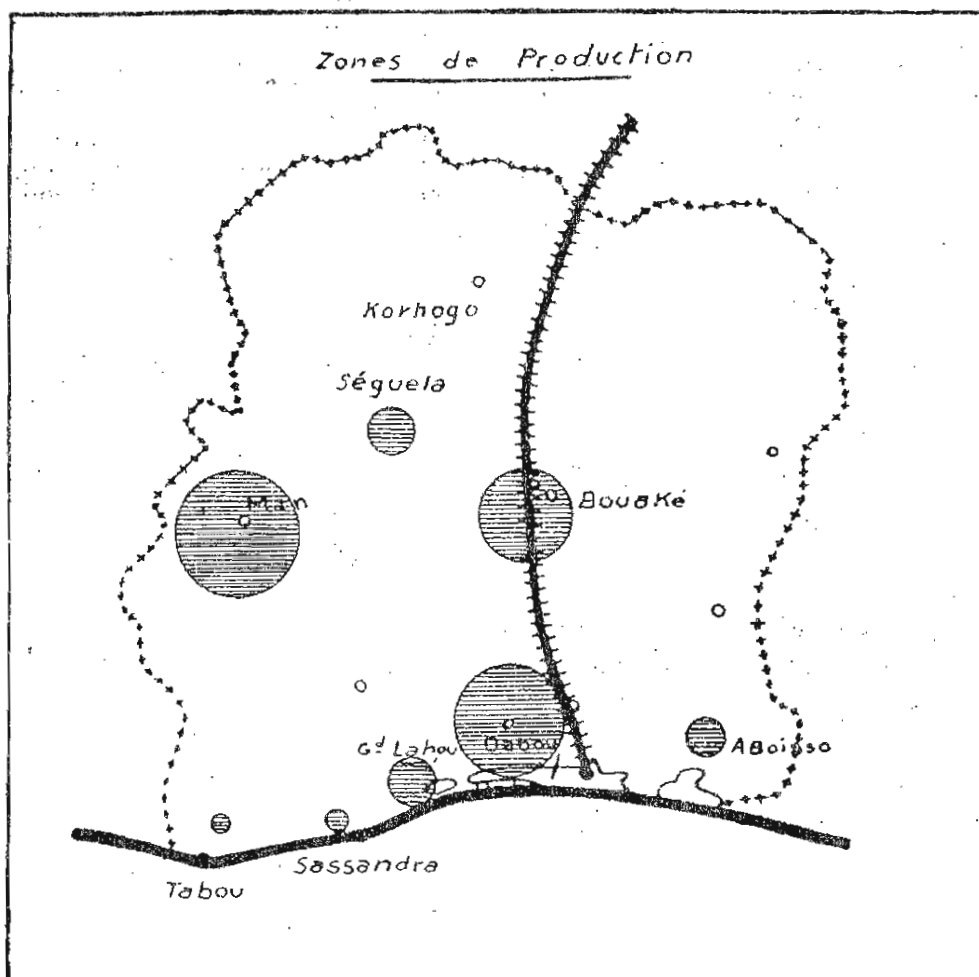 Zones de Production
Korhogo
Séguela
Man
Bouaké
Gd Lahou
Dabou
Aboisso
Sassandra
Tabou